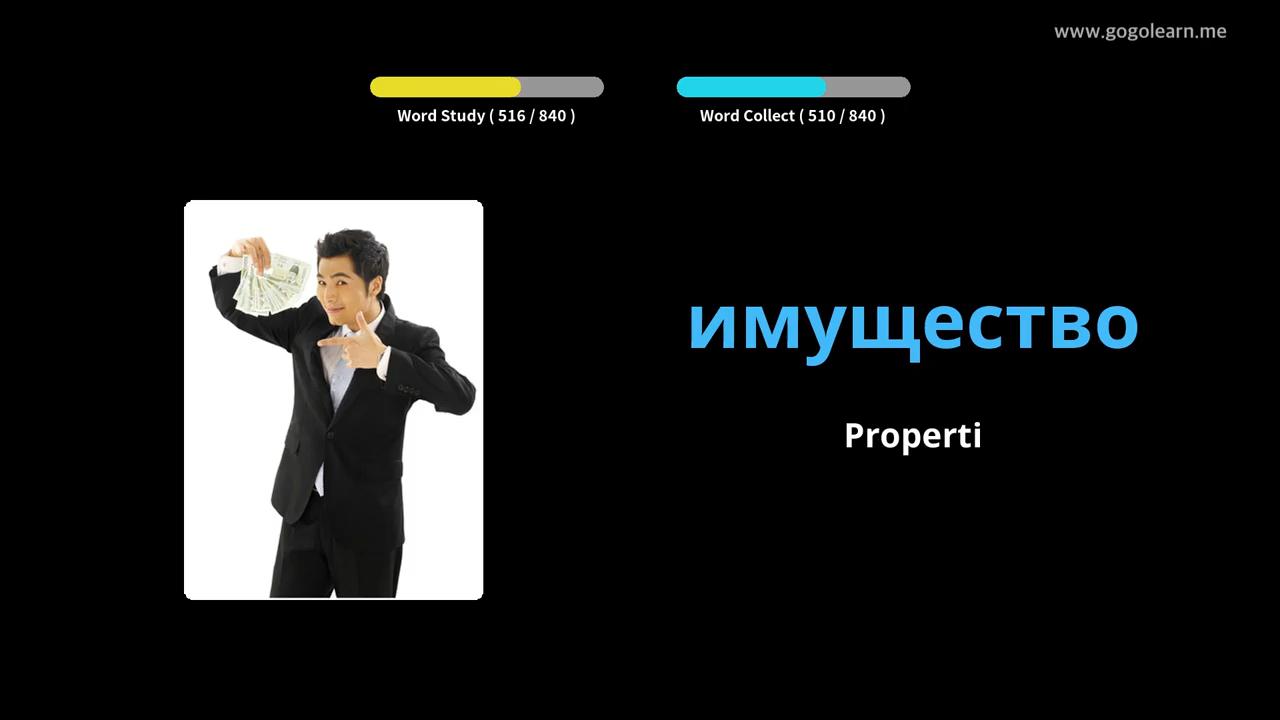 www.gogolearn.me
Word Study ( 516 / 840 )
Word Collect ( 510 / 840 )
имущество
Properti